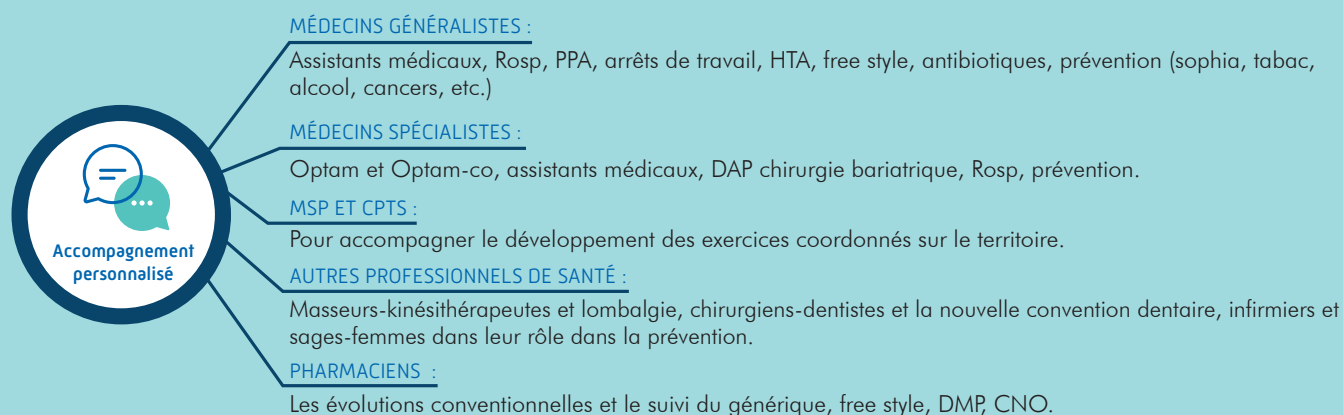 MÉDECINS GÉNÉRALISTES :
Assistants médicaux, Rosp, PPA, arrêts de travail, HTA, free style, antibiotiques, prévention (sophia, tabac,
alcool, cancers, etc.)
MÉDECINS SPÉCIALISTES :
Optam et Optam-co, assistants médicaux, DAP chirurgie bariatrique, Rosp, prévention.
MSP ET CPTS :
Pour accompagner le développement des exercices coordonnés sur le territoire.
Accompagnement
personnalisé
AUTRES PROFESSIONNELS DE SANTÉ :
Masseurs-kinésithérapeutes et lombalgie, chirurgiens-dentistes et la nouvelle convention dentaire, infirmiers et
sages-femmes dans leur rôle dans la prévention.
PHARMACIENS :
Les évolutions conventionnelles et le suivi du générique, free style, DMP, CNO.